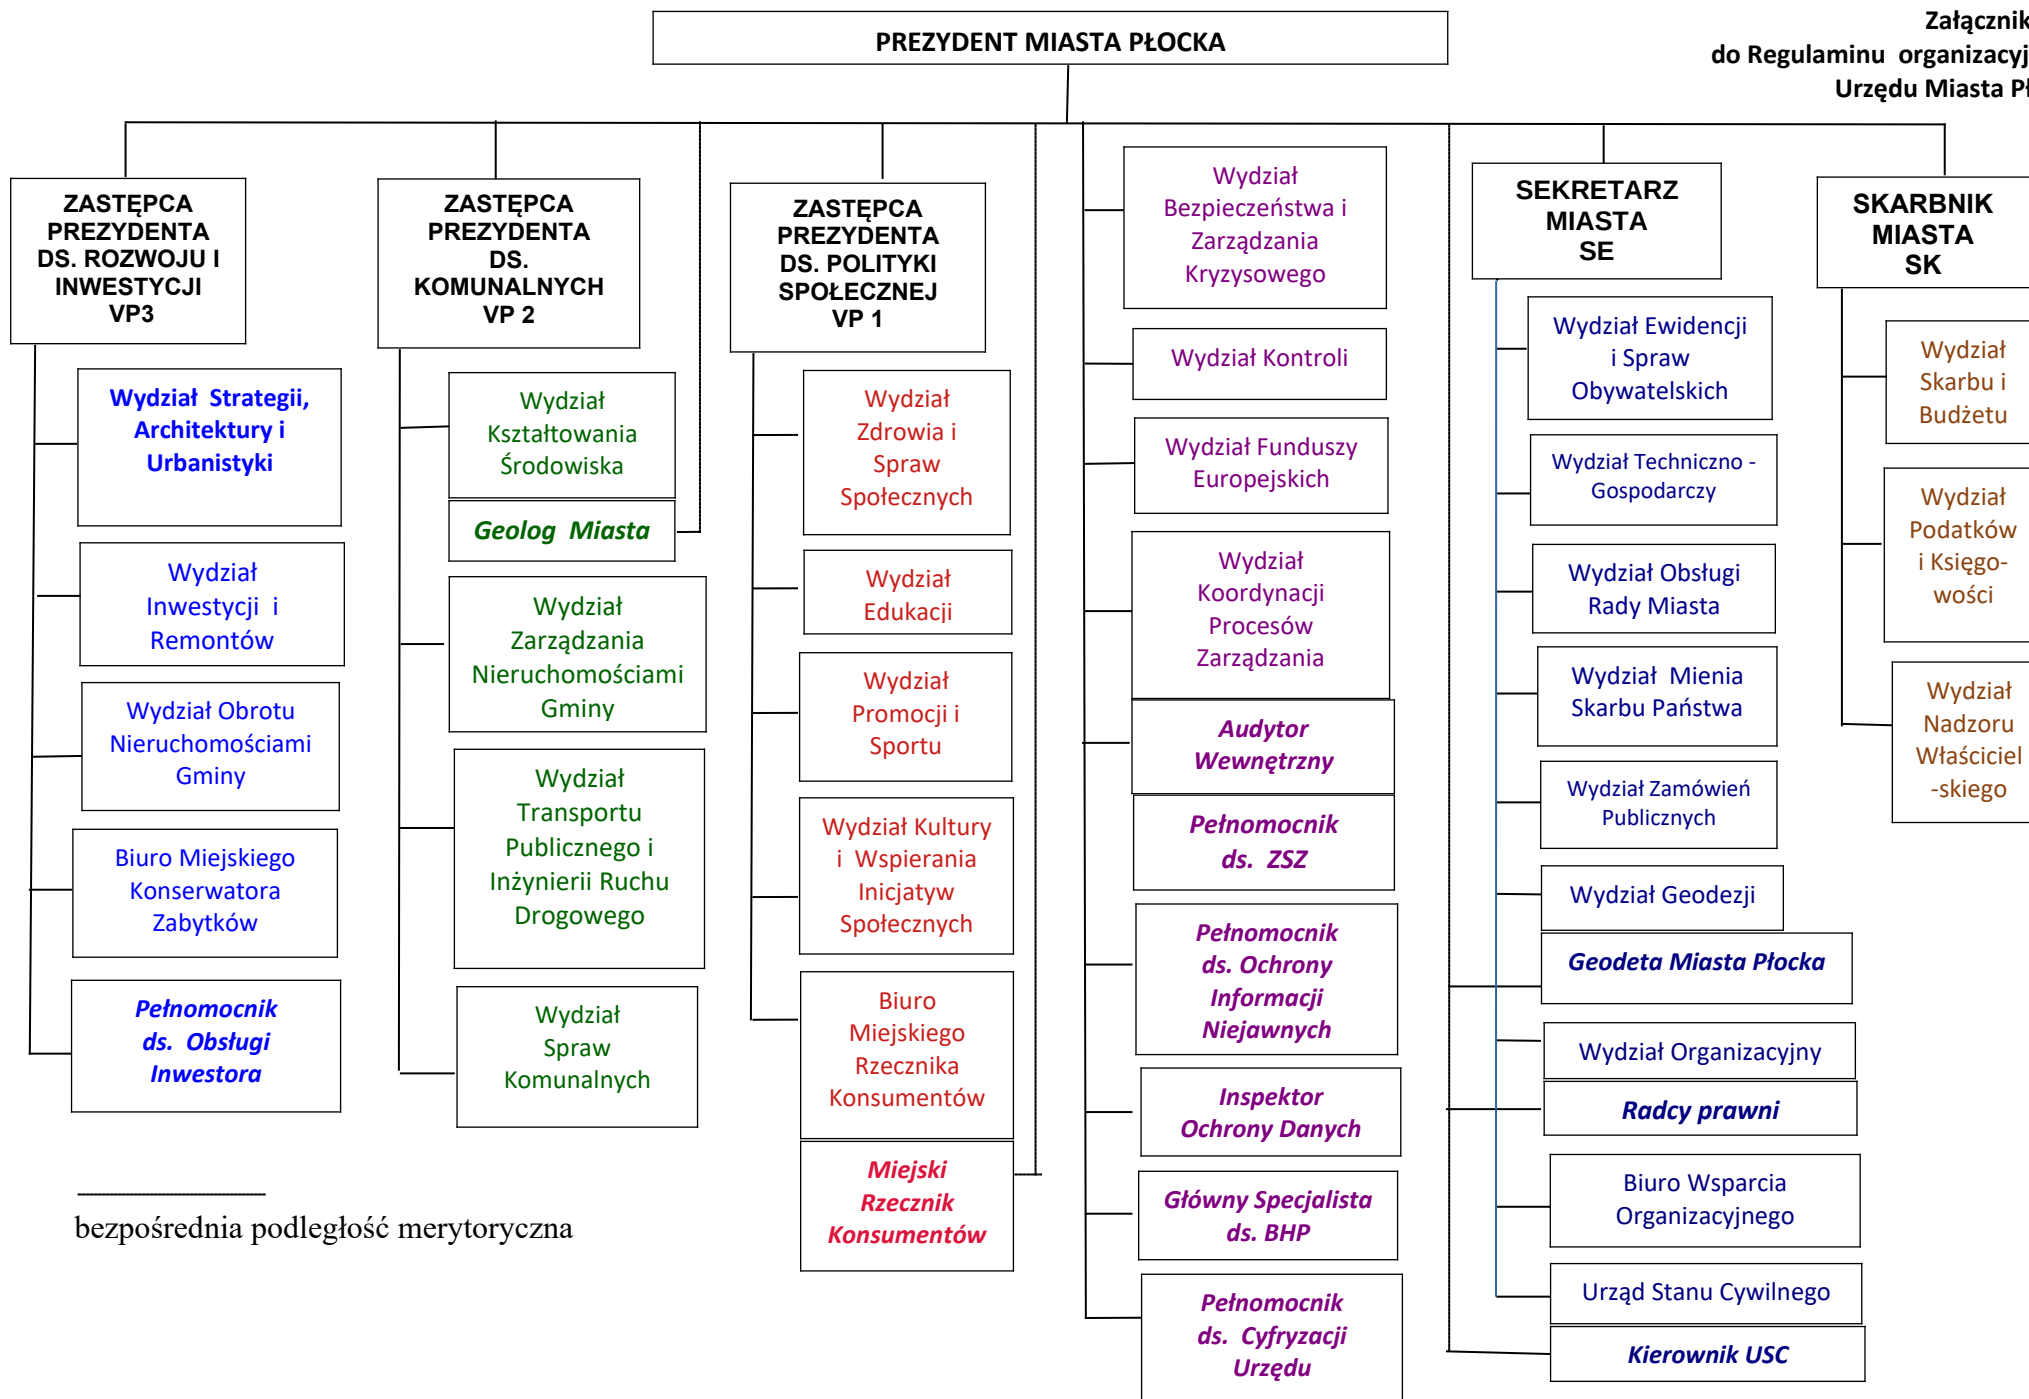 PREZYDENT MIASTA PŁOCKA
Załącznik
do Regulaminu organizacyj
Urzędu Miasta Pł
ZASTĘPCA
PREZYDENTA
DS. ROZWOJU I
INWESTYCJI
VP3
Wydział Strategii,
Architektury i
Urbanistyki
Wydział
Inwestycji i
Remontów
Wydział Obrotu
Nieruchomościami
Gminy
Biuro Miejskiego
Konserwatora
Zabytków
Pełnomocnik
ds. Obsługi
Inwestora
ZASTĘPCA
PREZYDENTA
DS.
KOMUNALNYCH
VP 2
Wydział
Kształtowania
Środowiska
Geolog Miasta
Wydział
Zarządzania
Nieruchomościami
Gminy
Wydział
Transportu
Publicznego i
Inżynierii Ruchu
Drogowego
Wydział
Spraw
Komunalnych
ZASTĘPCA
PREZYDENTA
DS. POLITYKI
SPOŁECZNEJ
VP 1
Wydział
Zdrowia i
Spraw
Społecznych
Wydział
Edukacji
Wydział
Promocji i
Sportu
Wydział Kultury
i Wspierania
Inicjatyw
Społecznych
Biuro
Miejskiego
Rzecznika
Konsumentów
Miejski
Rzecznik
Konsumentów
Wydział
Bezpieczeństwa i
Zarządzania
Kryzysowego
Wydział Kontroli
Wydział Funduszy
Europejskich
Wydział
Koordynacji
Procesów
Zarządzania
Audytor
Wewnętrzny
Pełnomocnik
ds. ZSZ
Pełnomocnik
ds. Ochrony
Informacji
Niejawnych
Inspektor
Ochrony Danych
Główny Specjalista
ds. BHP
Pełnomocnik
ds. Cyfryzacji
Urzędu
SEKRETARZ
MIASTA
SE
Wydział Ewidencji
i Spraw
Obywatelskich
Wydział Techniczno -
Gospodarczy
Wydział Obsługi
Rady Miasta
Wydział Mienia
Skarbu Państwa
Wydział Zamówień
Publicznych
Wydział Geodezji
Geodeta Miasta Płocka
Wydział Organizacyjny
Radcy prawni
Biuro Wsparcia
Organizacyjnego
Urząd Stanu Cywilnego
Kierownik USC
SKARBNIK
MIASTA
SK
Wydział
Skarbu i
Budżetu
Wydział
Podatków
i Księgo-
wości
Wydział
Nadzoru
Właściciel
-skiego
bezpośrednia podległość merytoryczna